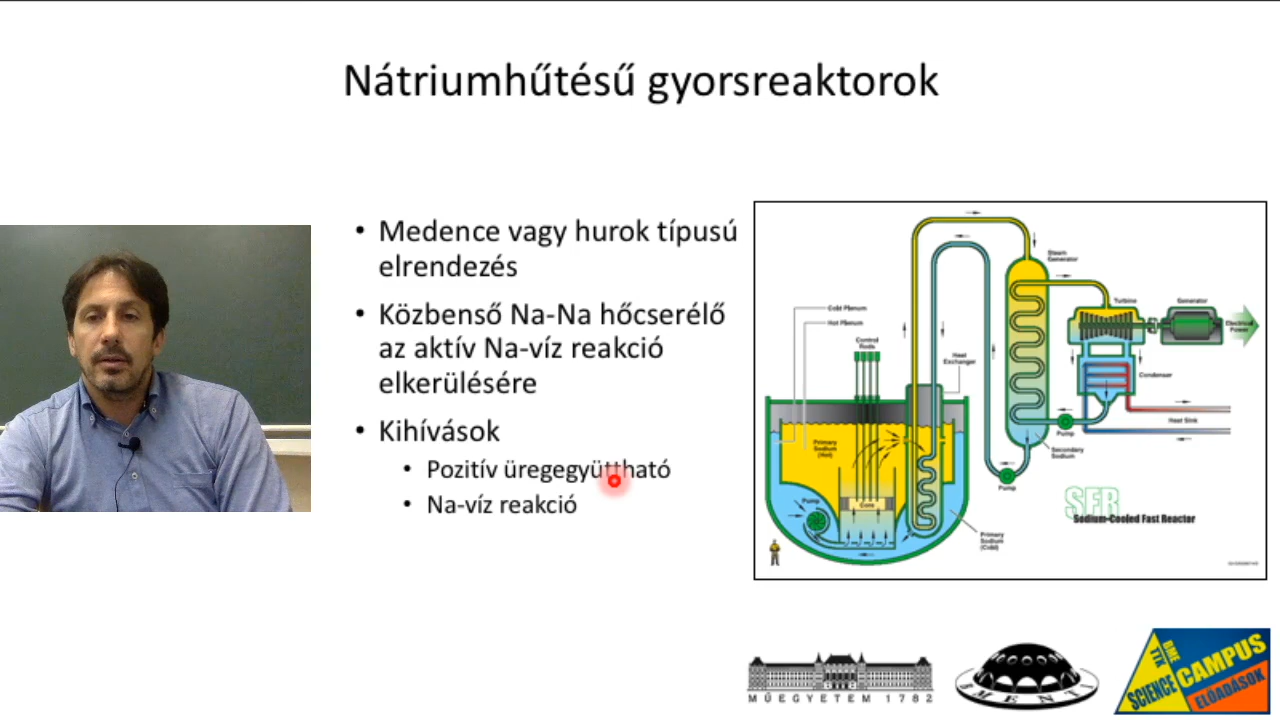 Nátriumhűtésű gyorsreaktorok
• Medence vagy hurok típusú
elrendezés
• Közbenső Na-Na hőcserélő
az aktív Na-víz reakció
elkerülésére
• Kihívások
• Pozitív üregegyüttható
• Na-víz reakció
Steam
Generator
Cold Plenum
Hot Plenum
Control
Rods
Heat
Exchanger
Turbine
Generator
Electrical
Power
Condenser
Heat Sink
Pump
Secondary
Sodium
Pump
Primary
Sodium
(Hot)
Pump
Core
Primary
Sodium
(Cold)
SFR
Sodium-Cooled Fast Reactor
MŰEGYETEM 1782
SMENTI
BME
TTK
SCIENCE
CAMPUS
ELŐADÁSOK